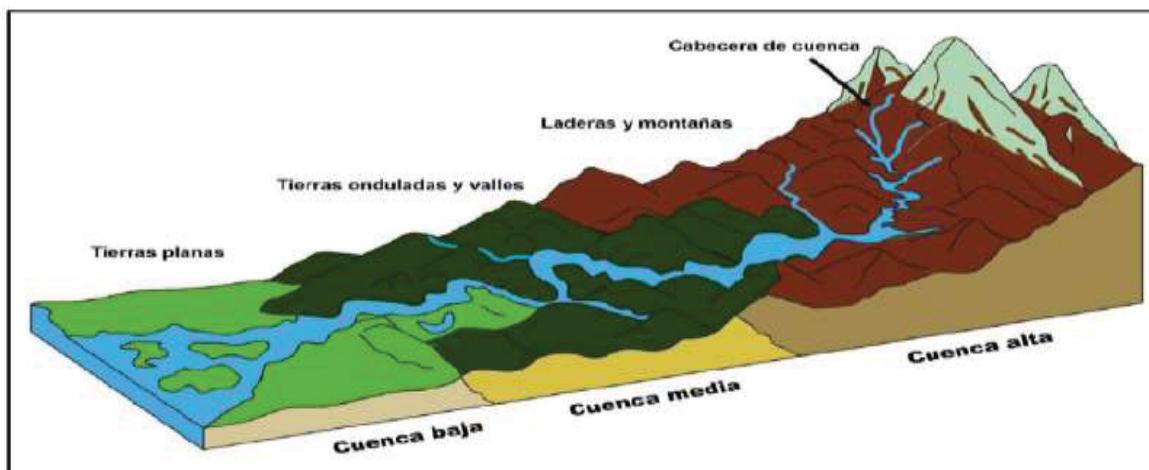 Cabecera de cuenca
Laderas y montañas
Tierras onduladas y valles
Tierras planas
Cuenca alta
Cuenca media
Cuenca baja